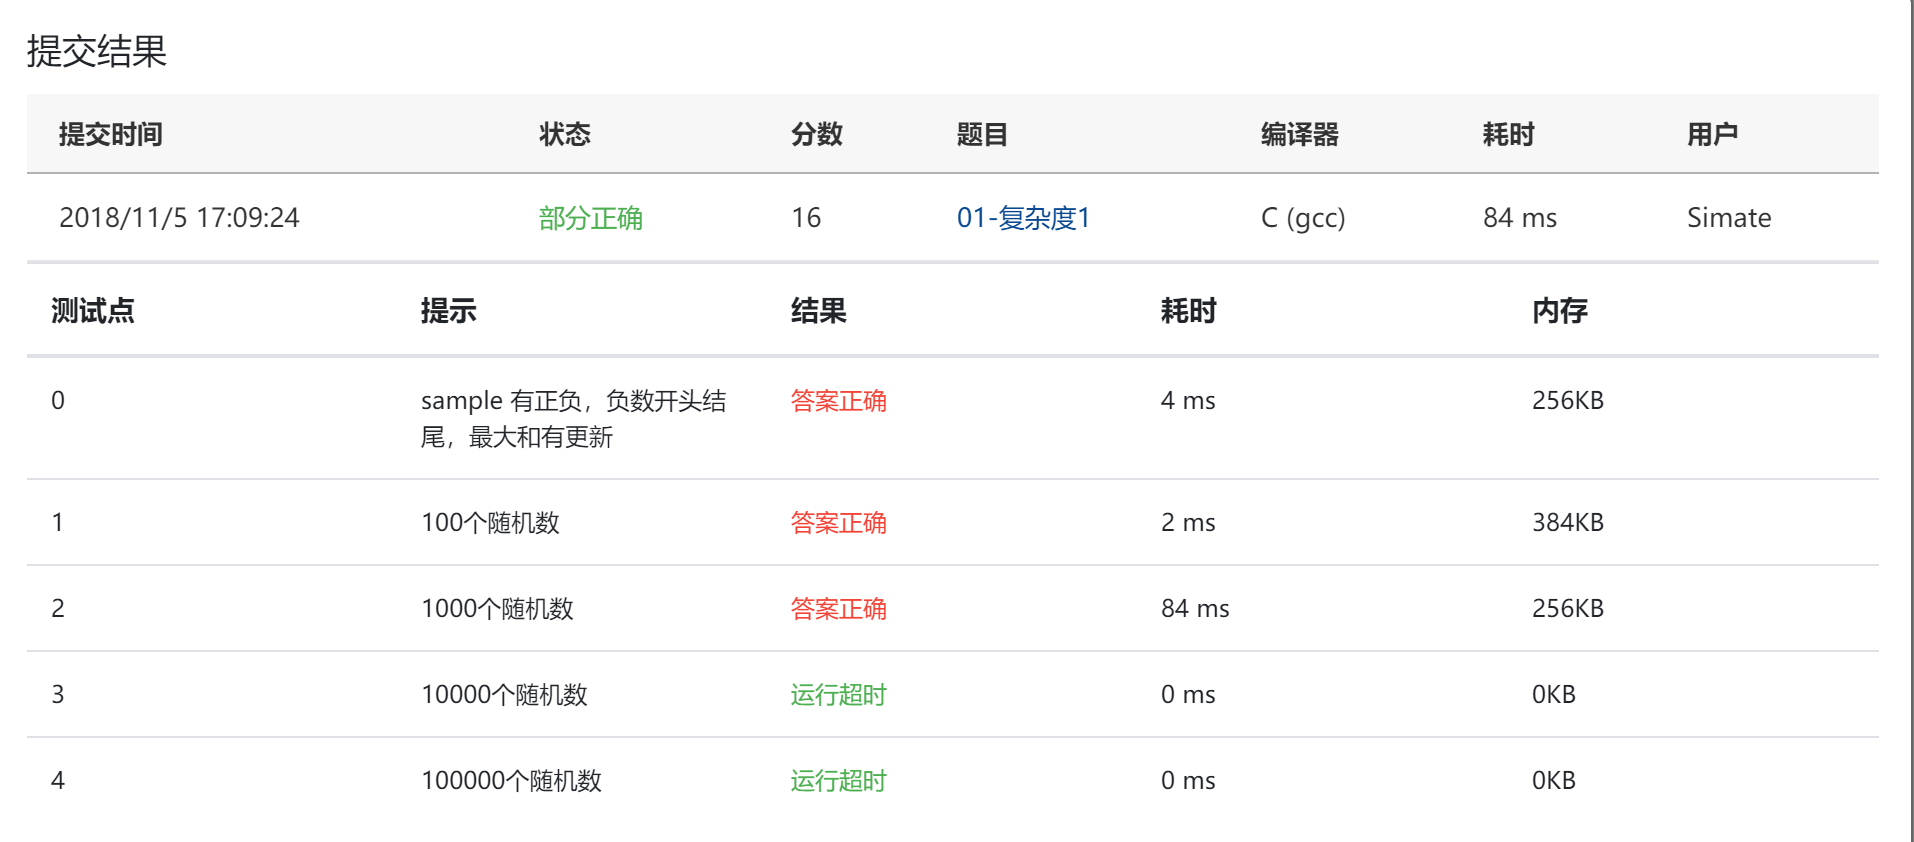 提交结果
提交时间 状态 分数 题目 编译器 耗时 用户
2018/11/5 17:09:24 部分正确 16 01-复杂度1 C (gcc) 84 ms Simate
测试点 提示 结果 耗时 内存
0 sample 有正负，负数开头结 答案正确 4 ms 256KB
尾，最大和有更新
1 100个随机数 答案正确 2 ms 384KB
2 1000个随机数 答案正确 84 ms 256KB
3 10000个随机数 运行超时 0 ms 0KB
4 100000个随机数 运行超时 0 ms 0KB